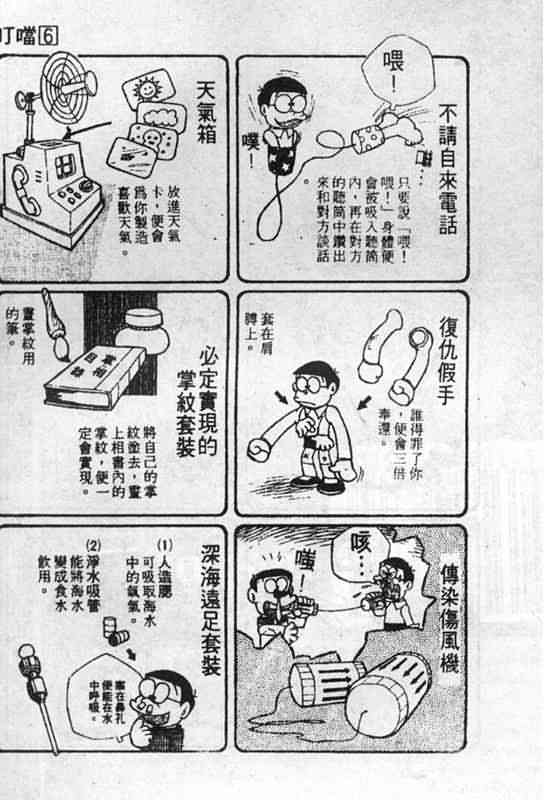 叮噹6
不請自來電話
喂！
噗！
只要說「喂！
喂！」身體便
會被吸入聽筒
內，再在對方
的聽筒中鑽出
來和對方談話
。
天氣箱
放進天氣
卡，便會
爲你製造
喜歡天氣。
復仇假手
誰得罪了你
，便會三倍
奉還。
套在肩
膊上。
必定實現的
掌紋套裝
掌相
目錄
畫掌紋用
的筆。
將自己的掌
紋塗去，畫
上相書內的
掌紋，便一
定會實現。
傳染傷風機
咳…
嗤！
深海遠足套裝
(1)人造腮
可吸取海水
中的氧氣。
(2)淨水吸管
能將海水
變成食水
飲用。
塞在鼻孔
便能在水
中呼吸。